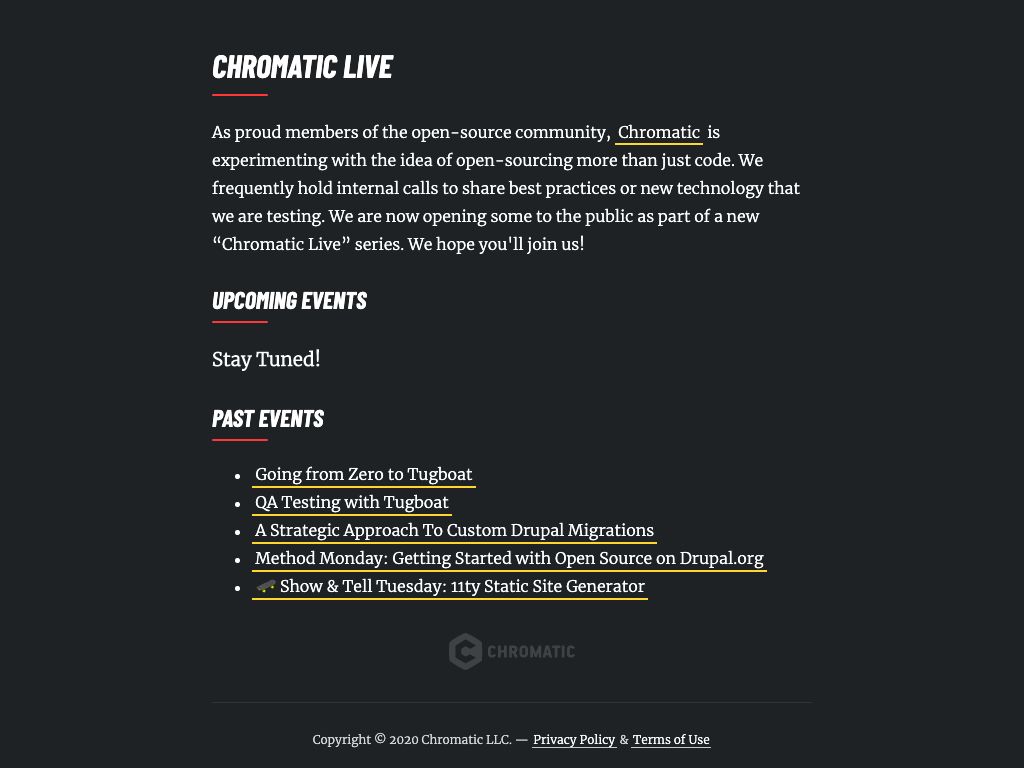 CHROMATIC LIVE
As proud members of the open-source community, Chromatic is
experimenting with the idea of open-sourcing more than just code. We
frequently hold internal calls to share best practices or new technology that
we are testing. We are now opening some to the public as part of a new
“Chromatic Live” series. We hope you'll join us!
UPCOMING EVENTS
Stay Tuned!
PAST EVENTS
Going from Zero to Tugboat
QA Testing with Tugboat
A Strategic Approach To Custom Drupal Migrations
Method Monday: Getting Started with Open Source on Drupal.org
🛹 Show & Tell Tuesday: 11ty Static Site Generator
CHROMATIC
Copyright © 2020 Chromatic LLC. — Privacy Policy & Terms of Use